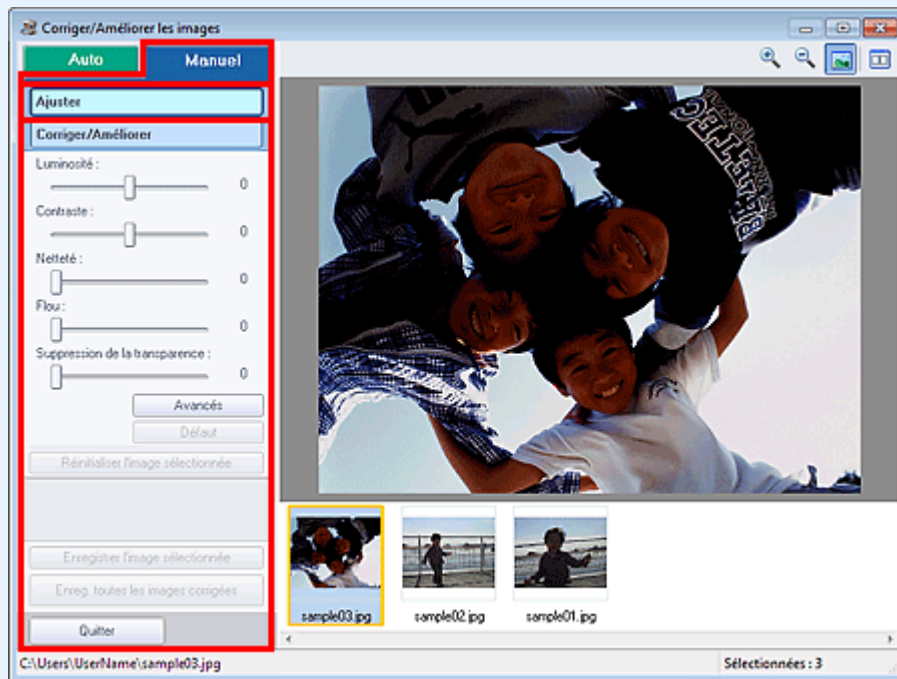 Corriger/Améliorer les images
Auto
Manuel
Ajuster
Corriger/Améliorer
Luminosité :
0
Contraste :
0
Netteté :
0
Flou :
0
Suppression de la transparence :
0
Avancés
Défaut
Réinitialiser l'image sélectionnée
Enregistrer l'image sélectionnée
Enreg. toutes les images corrigées
Quitter
sample03.jpg
sample02.jpg
sample01.jpg
C:\Users\UserName\sample03.jpg
Sélectionnées : 3